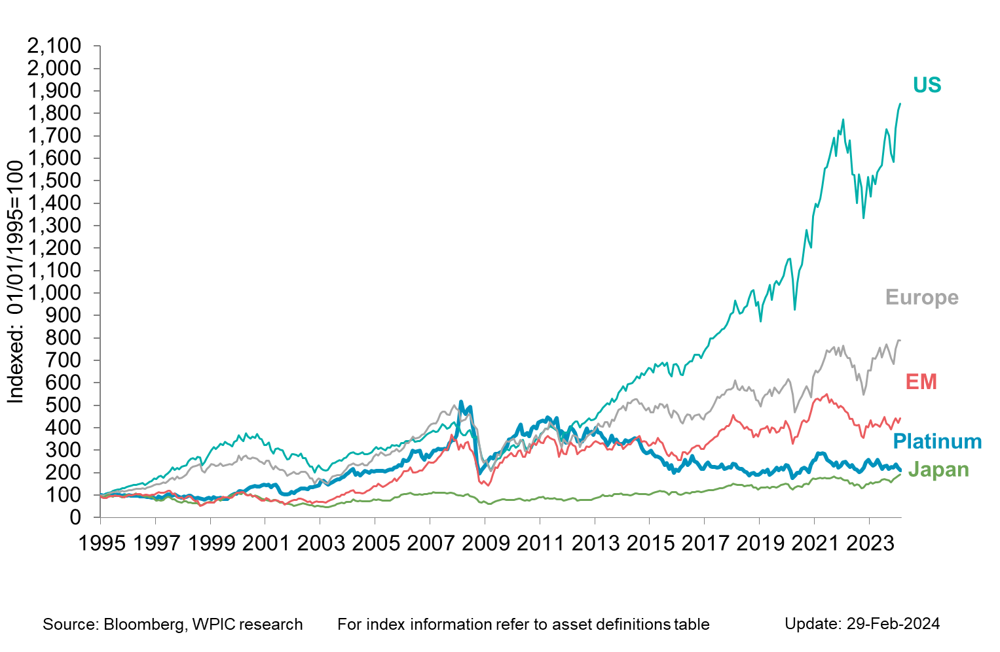 2,100
2,000
1,900
1,800
1,700
1,600
1,500
1,400
1,300
1,200
1,100
1,000
900
800
700
600
500
400
300
200
100
0
Indexed: 01/01/1995=100
US
Europe
EM
Platinum
Japan
1995 1997 1999 2001 2003 2005 2007 2009 2011 2013 2015 2017 2019 2021 2023
Source: Bloomberg, WPIC research For index information refer to asset definitions table Update: 29-Feb-2024